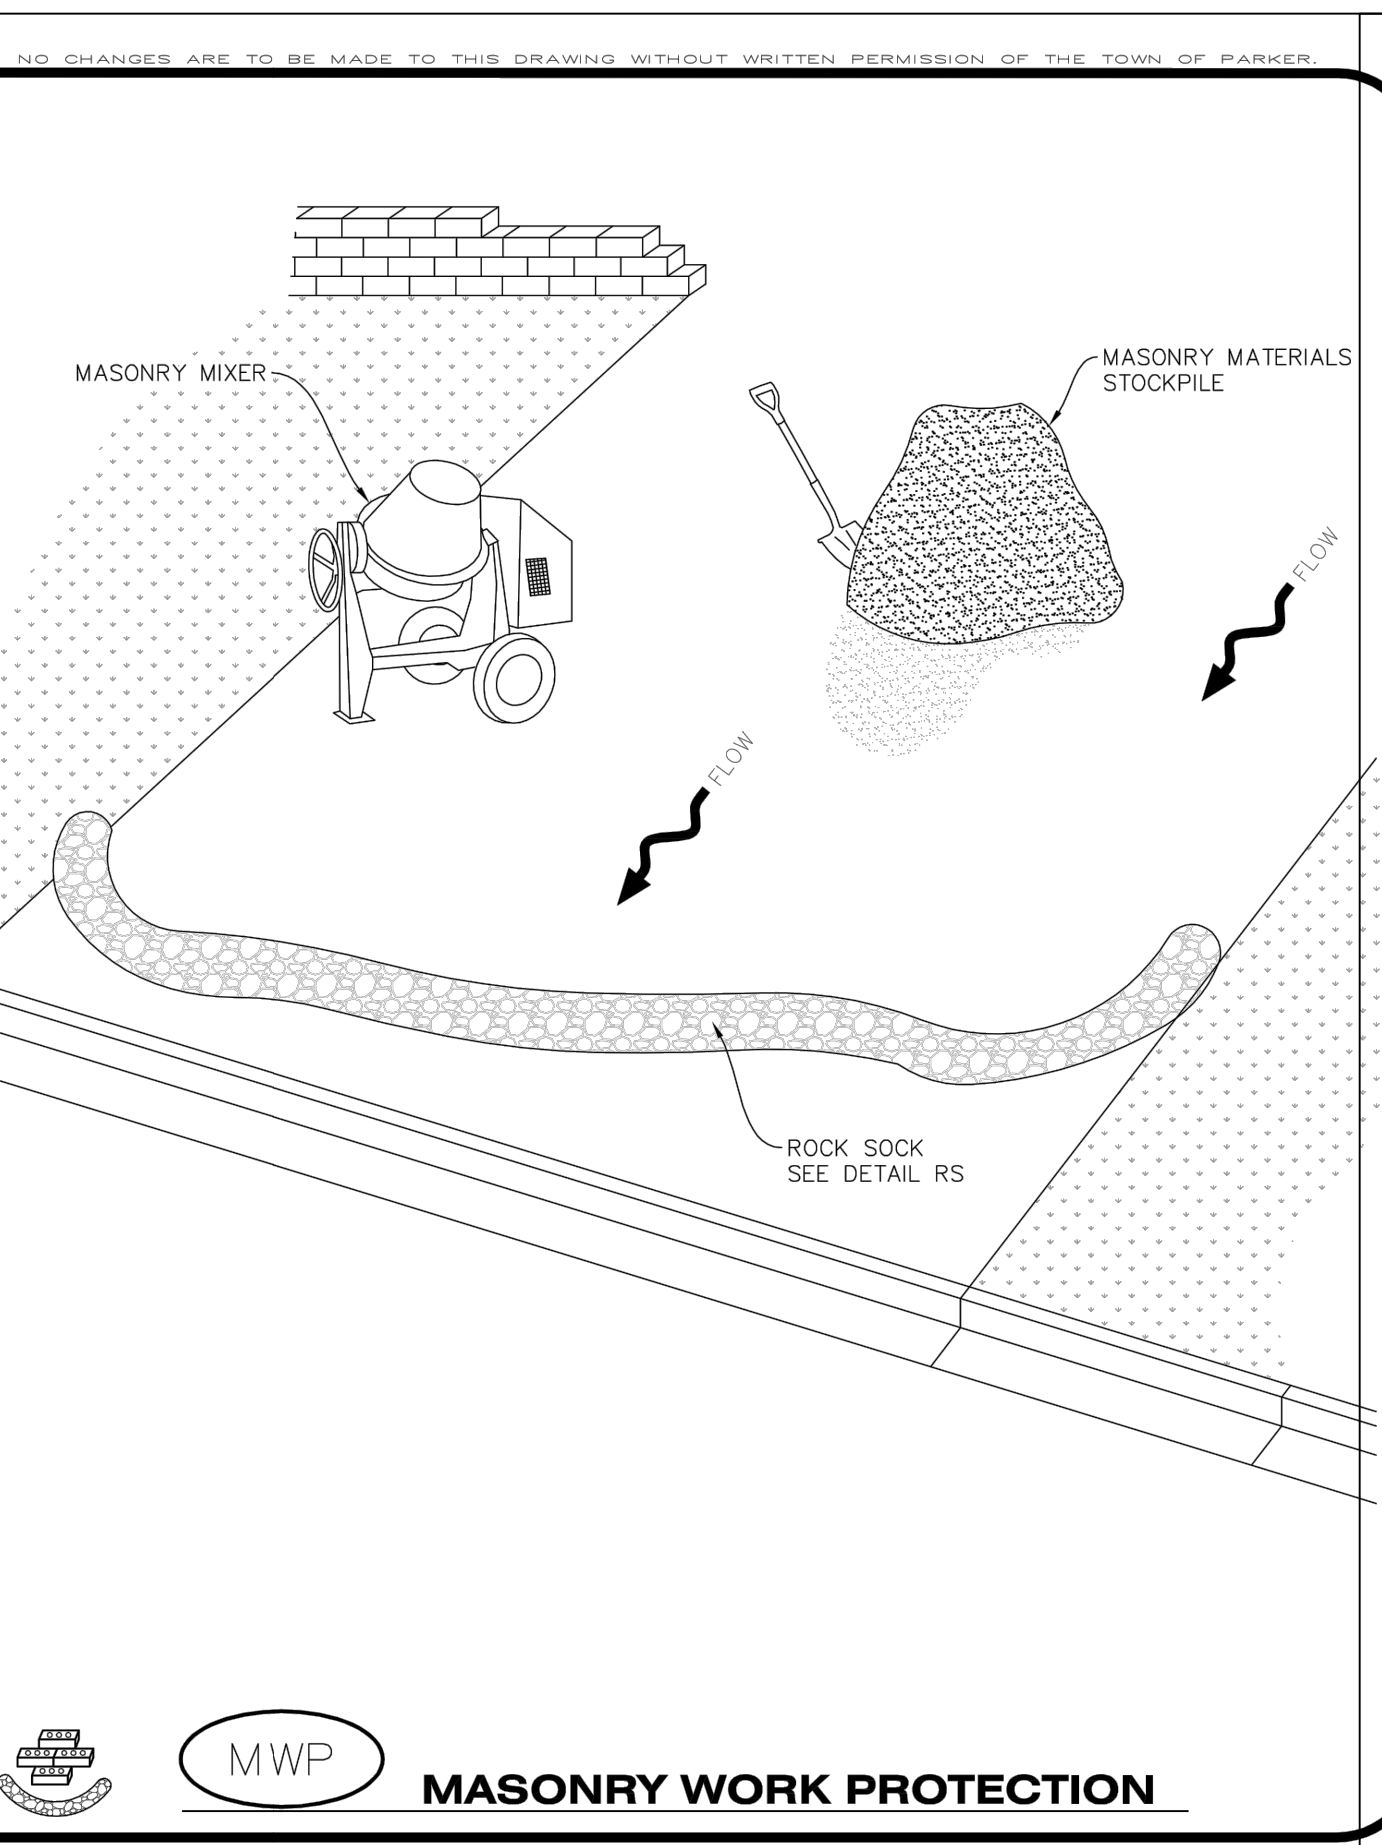 NO CHANGES ARE TO BE MADE TO THIS DRAWING WITHOUT WRITTEN PERMISSION OF THE TOWN OF PARKER.
MASONRY MIXER
MASONRY MATERIALS
STOCKPILE
FLOW
FLOW
ROCK SOCK
SEE DETAIL RS
MWP
MASONRY WORK PROTECTION